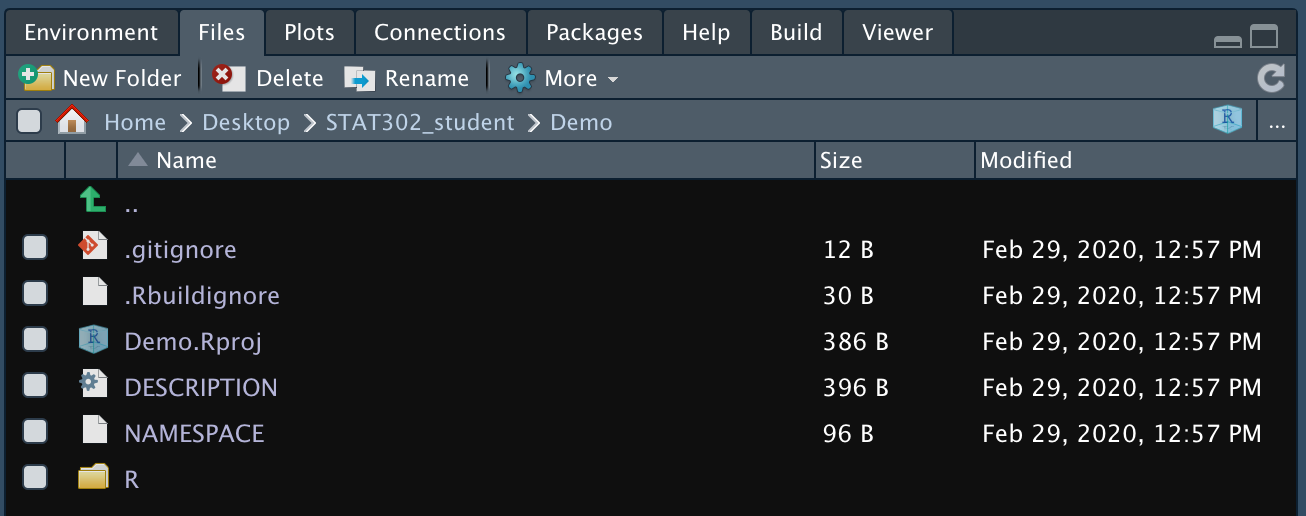 Environment Files Plots Connections Packages Help Build Viewer
New Folder Delete Rename More
Home Desktop STAT302_student Demo R ...
Name Size Modified
..
.gitignore 12 B Feb 29, 2020, 12:57 PM
.Rbuildignore 30 B Feb 29, 2020, 12:57 PM
R Demo.Rproj 386 B Feb 29, 2020, 12:57 PM
DESCRIPTION 396 B Feb 29, 2020, 12:57 PM
NAMESPACE 96 B Feb 29, 2020, 12:57 PM
R